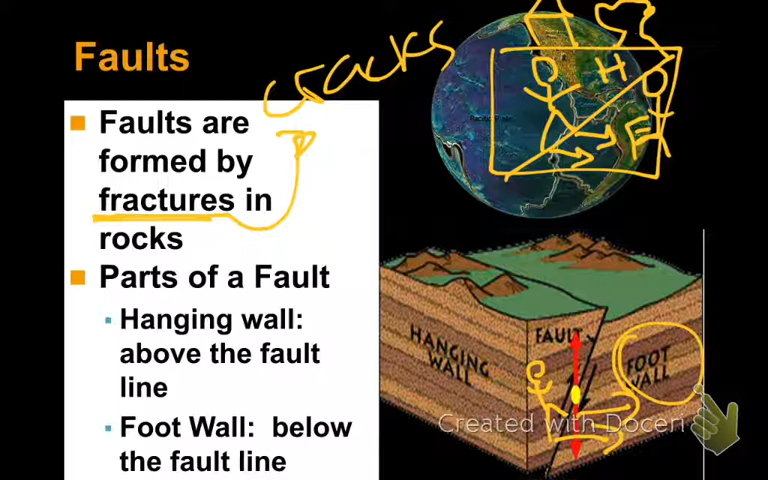 Faults
cracks
Faults are
formed by
fractures in
rocks
Parts of a Fault
Hanging wall:
above the fault
line
Foot Wall: below
the fault line
H
F
HANGING
WALL
FAULT
FOOT
WALL
Created with Doceri